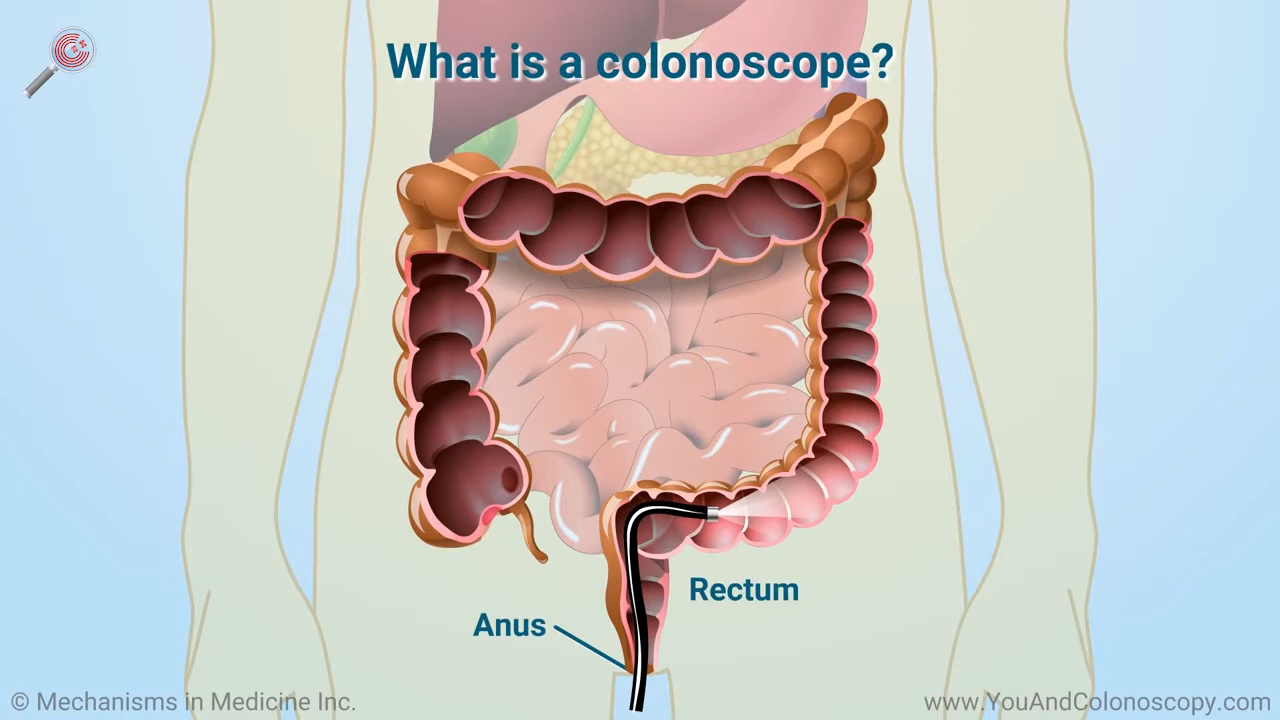 What is a colonoscope?
Rectum
Anus
© Mechanisms in Medicine Inc.
www.YouAndColonoscopy.com